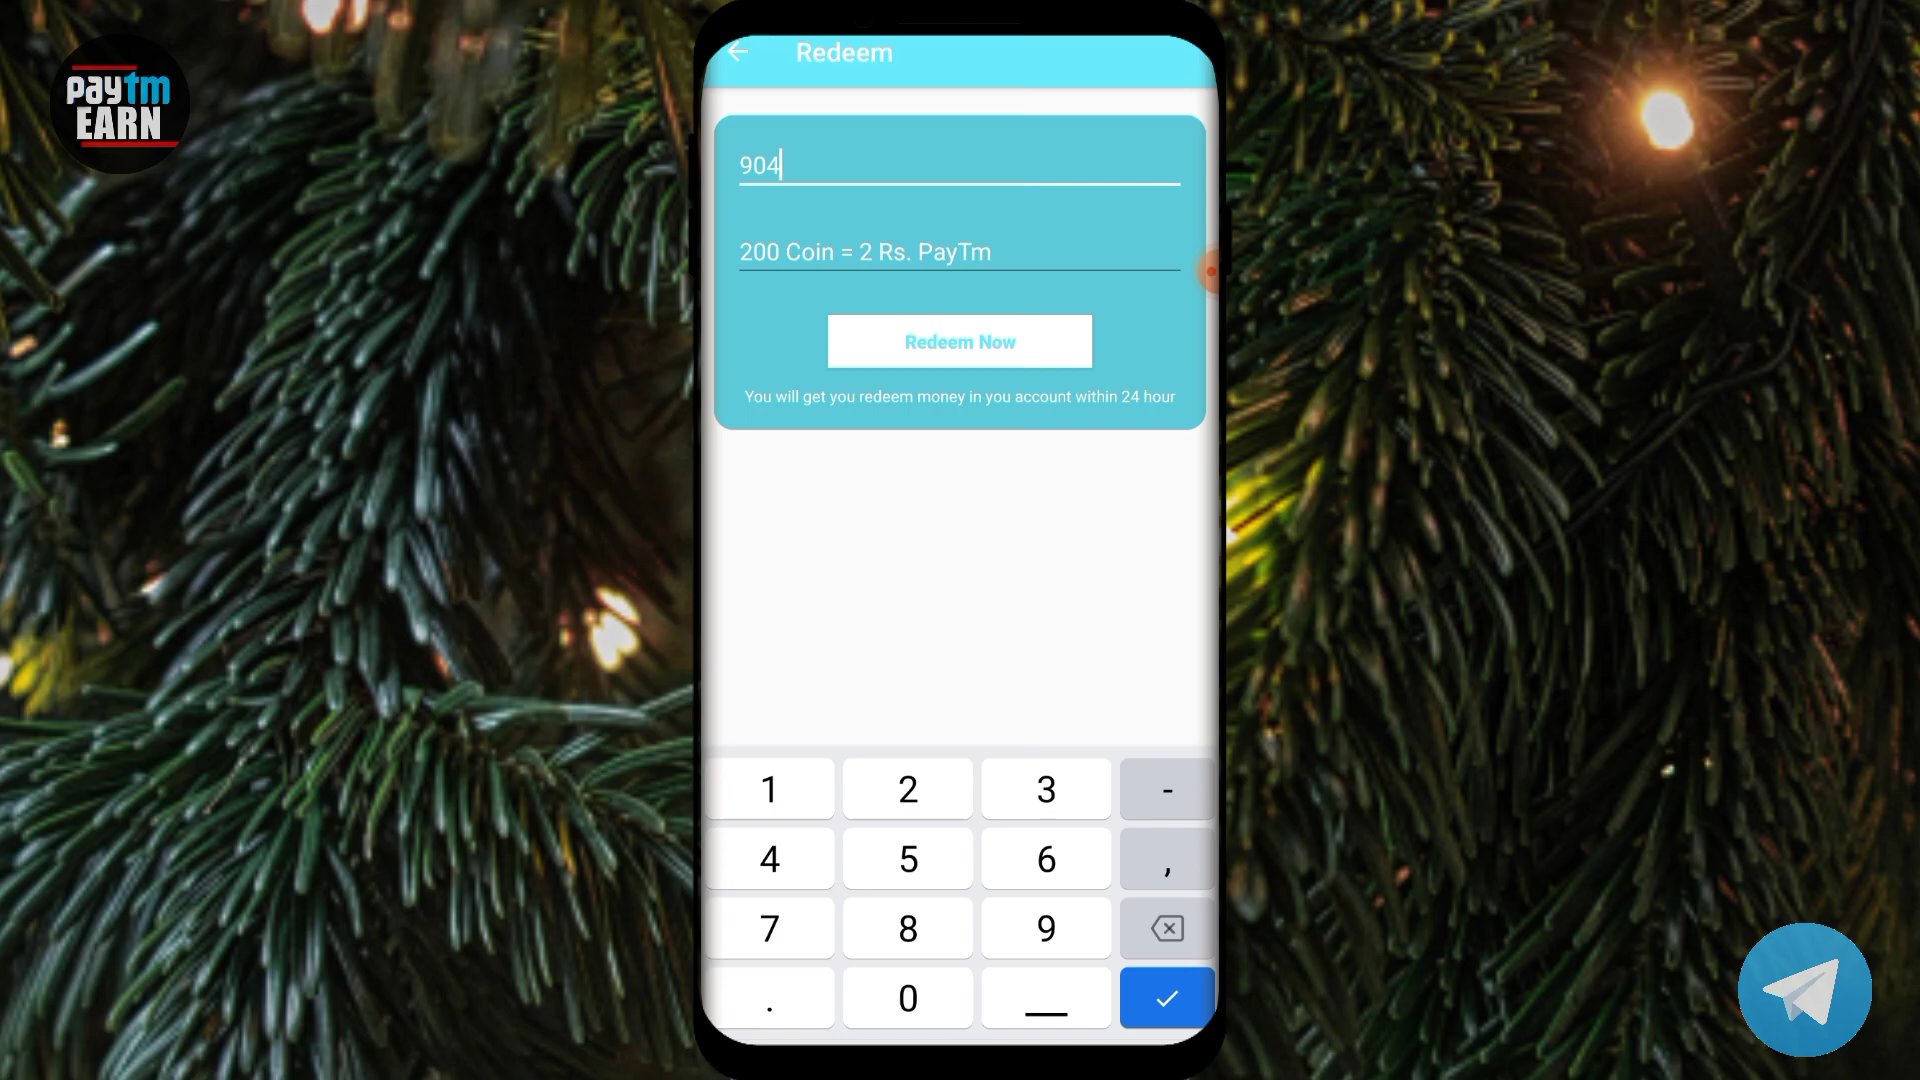 paytm
EARN
Redeem
904
200 Coin = 2 Rs. PayTm
Redeem Now
You will get you redeem money in you account within 24 hour
1 2 3 -
4 5 6 ,
7 8 9
. 0